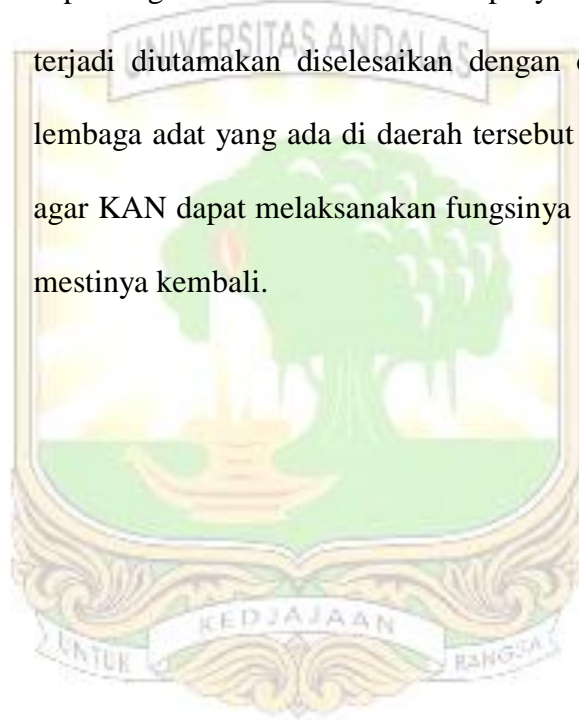 UNIVERSITAS ANDALAS
terjadi diutamakan diselesaikan dengan
lembaga adat yang ada di daerah tersebut
agar KAN dapat melaksanakan fungsinya
mestinya kembali.
KEDJAJAAN
UNTUK BANGSA